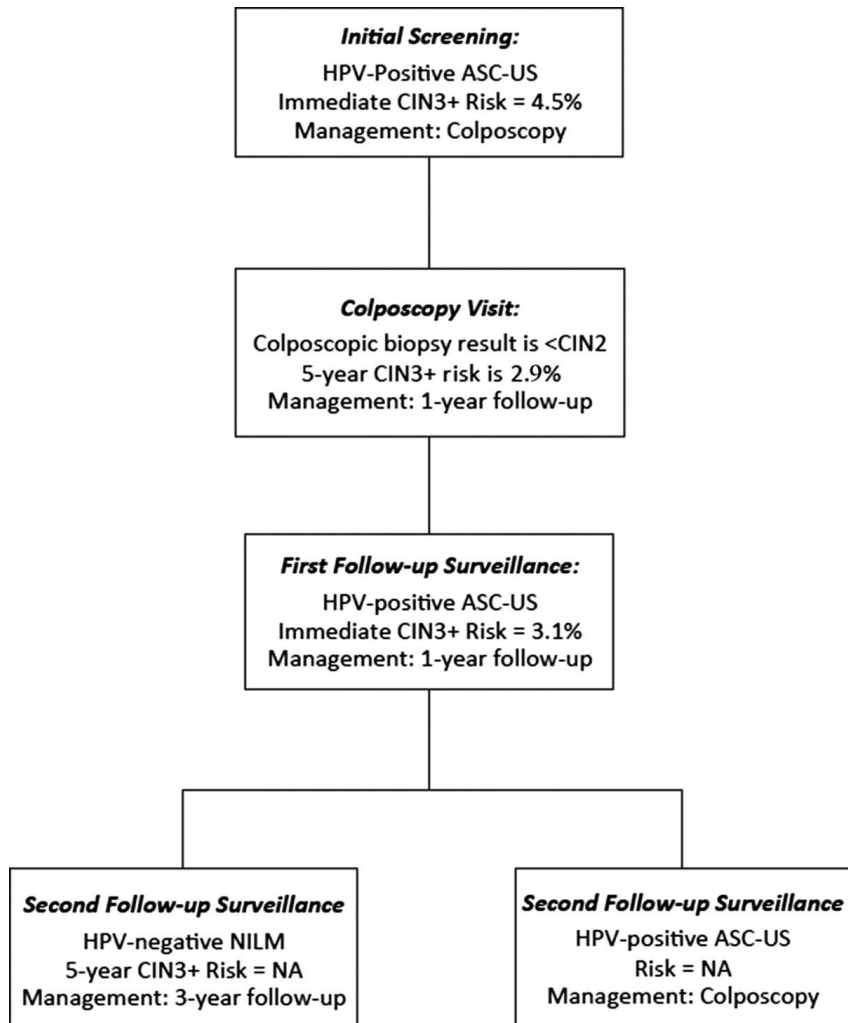 Initial Screening:
HPV-Positive ASC-US
Immediate CIN3+ Risk = 4.5%
Management: Colposcopy
Colposcopy Visit:
Colposcopic biopsy result is <CIN2
5-year CIN3+ risk is 2.9%
Management: 1-year follow-up
First Follow-up Surveillance:
HPV-positive ASC-US
Immediate CIN3+ Risk = 3.1%
Management: 1-year follow-up
Second Follow-up Surveillance
HPV-negative NILM
5-year CIN3+ Risk = NA
Management: 3-year follow-up
Second Follow-up Surveillance
HPV-positive ASC-US
Risk = NA
Management: Colposcopy